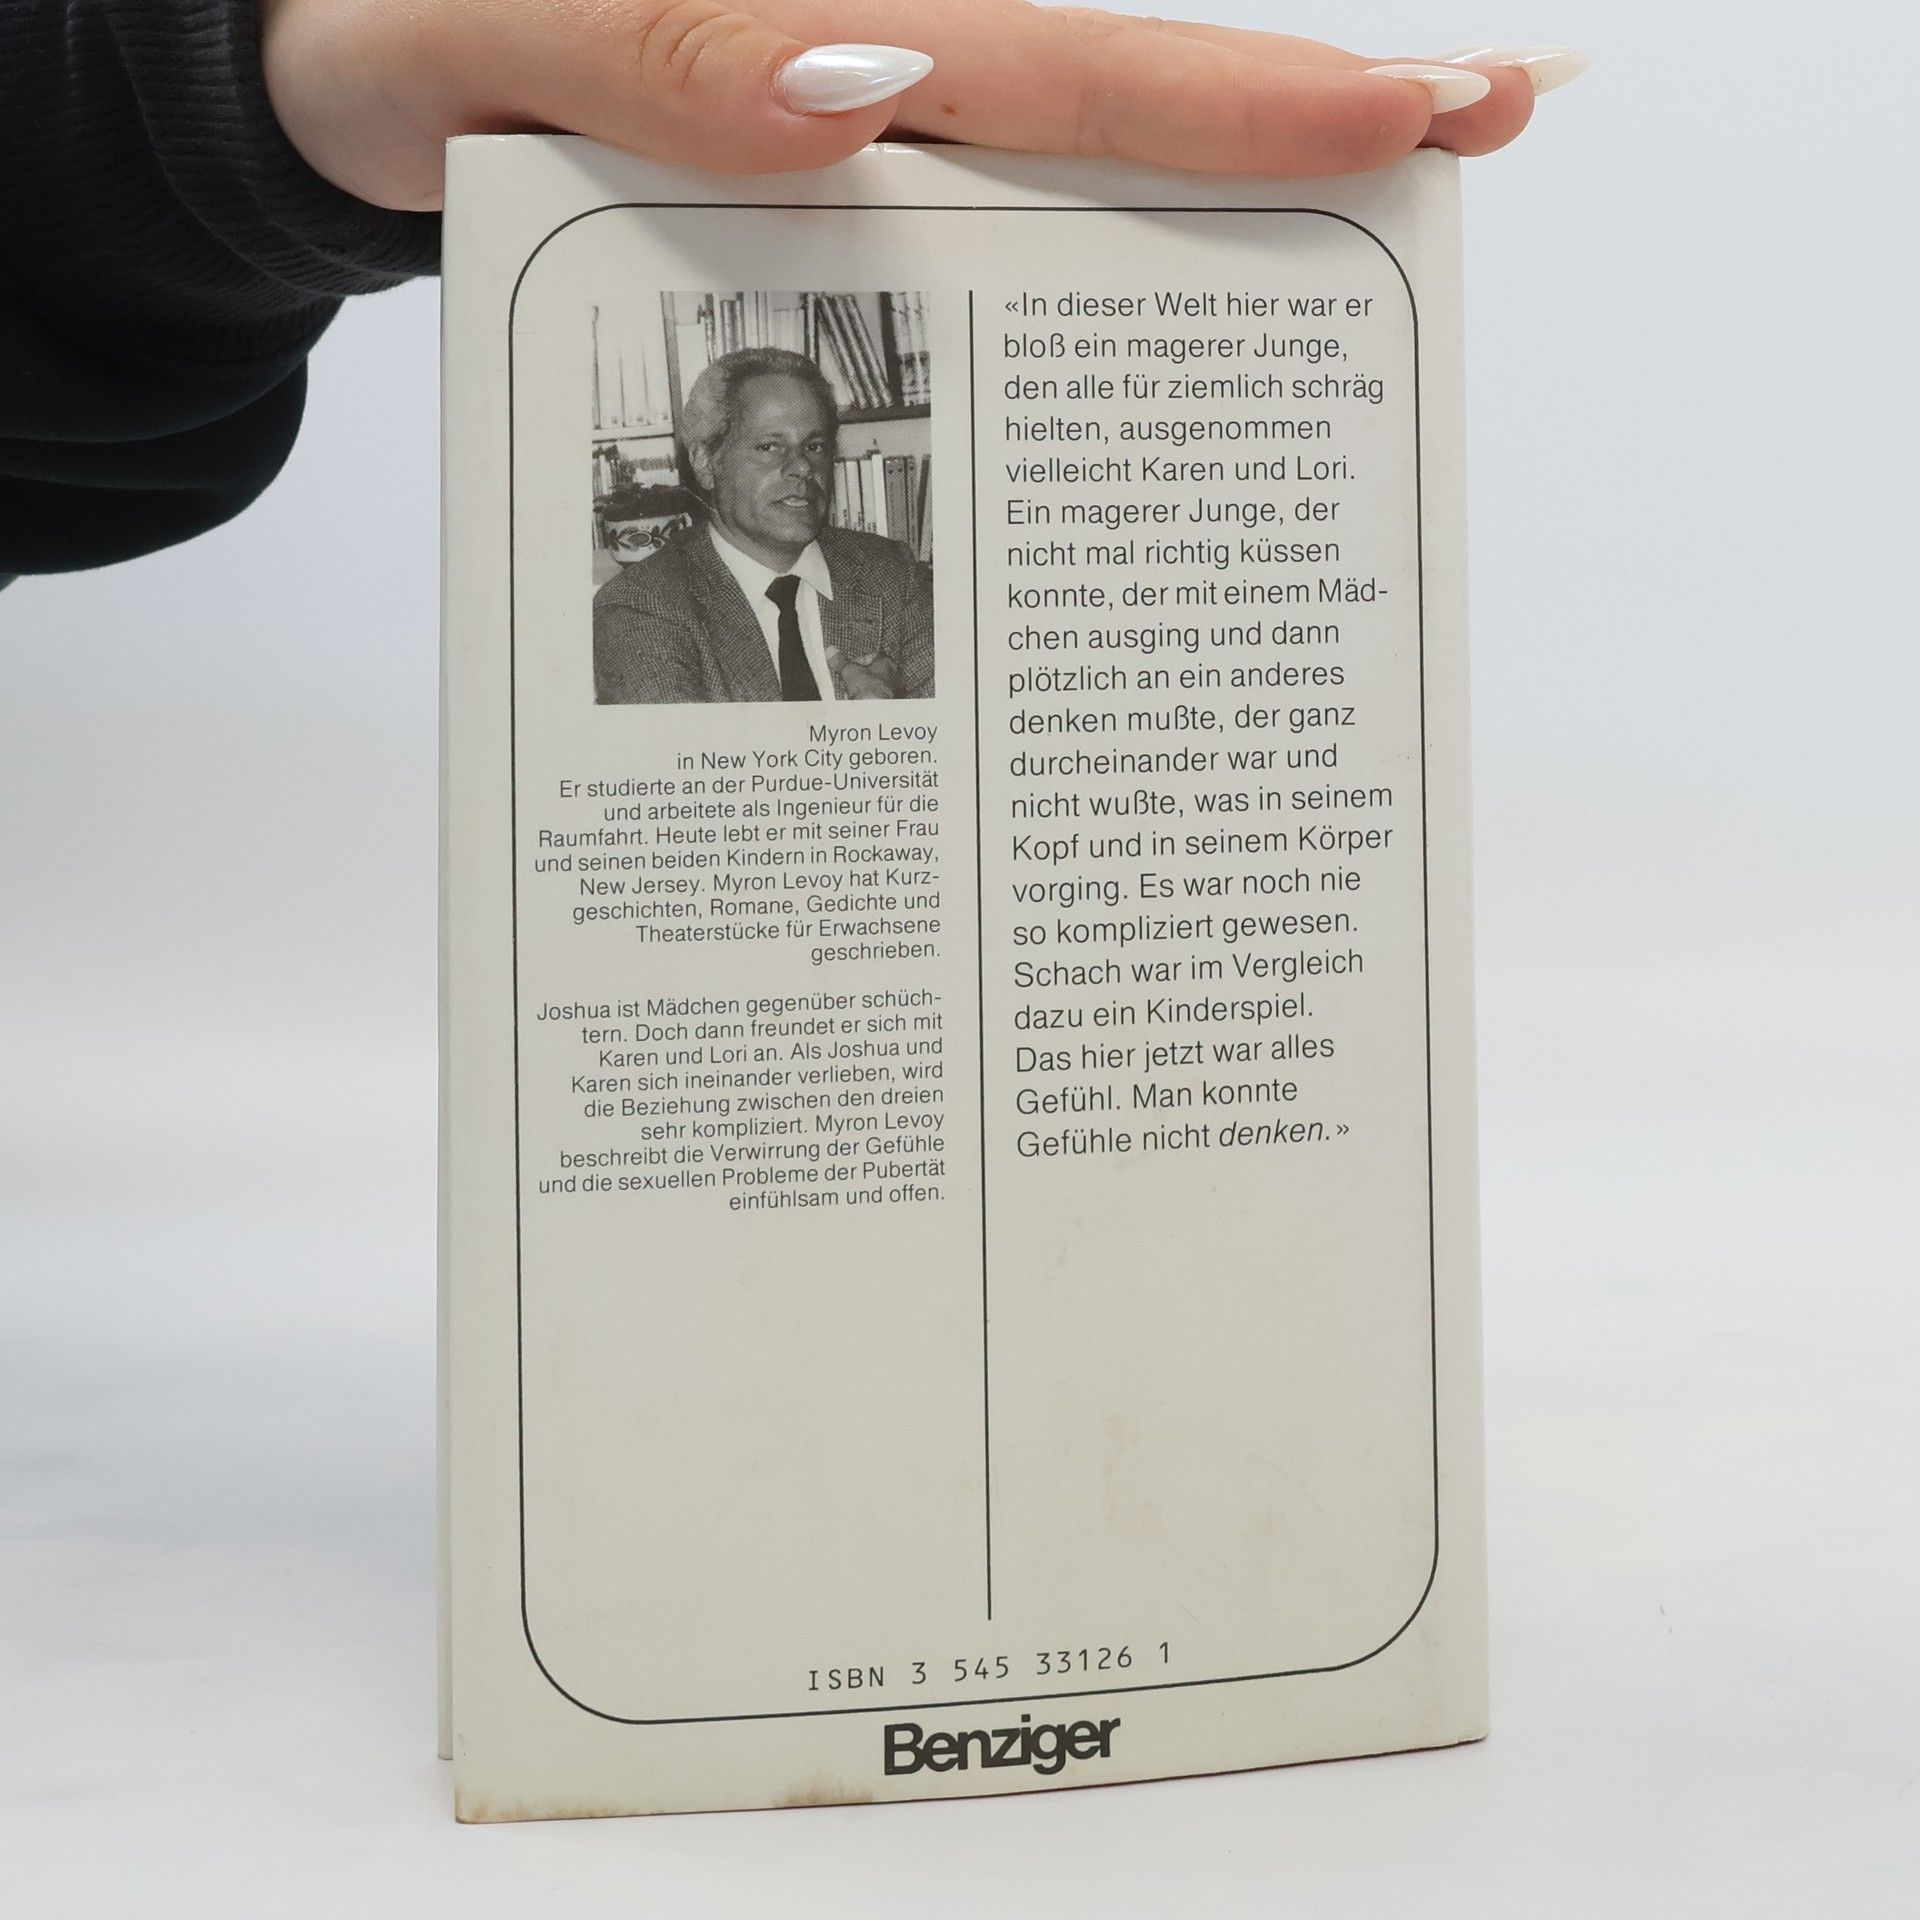 Myron Levoy
in New York City geboren.
Er studierte an der Purdue-Universität
und arbeitete als Ingenieur für die
Raumfahrt. Heute lebt er mit seiner Frau
und seinen beiden Kindern in Rockaway,
New Jersey. Myron Levoy hat Kurz-
geschichten, Romane, Gedichte und
Theaterstücke für Erwachsene
geschrieben.
Joshua ist Mädchen gegenüber schüch-
tern. Doch dann freundet er sich mit
Karen und Lori an. Als Joshua und
Karen sich ineinander verlieben, wird
die Beziehung zwischen den dreien
sehr kompliziert. Myron Levoy
beschreibt die Verwirrung der Gefühle
und die sexuellen Probleme der Pubertät
einfühlsam und offen.
«In dieser Welt hier war er
bloß ein magerer Junge,
den alle für ziemlich schräg
hielten, ausgenommen
vielleicht Karen und Lori.
Ein magerer Junge, der
nicht mal richtig küssen
konnte, der mit einem Mäd-
chen ausging und dann
plötzlich an ein anderes
denken mußte, der ganz
durcheinander war und
nicht wußte, was in seinem
Kopf und in seinem Körper
vorging. Es war noch nie
so kompliziert gewesen.
Schach war im Vergleich
dazu ein Kinderspiel.
Das hier jetzt war alles
Gefühl. Man konnte
Gefühle nicht denken.»
ISBN 3 545 33126 1
Benziger